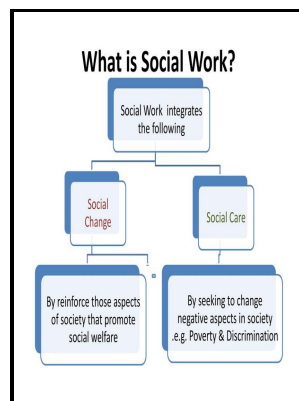 What is Social Work?
Social Work integrates
the following
Social
Change
Social Care
By reinforce those aspects
of society that promote
social welfare
By seeking to change
negative aspects in society
.e.g. Poverty & Discrimination